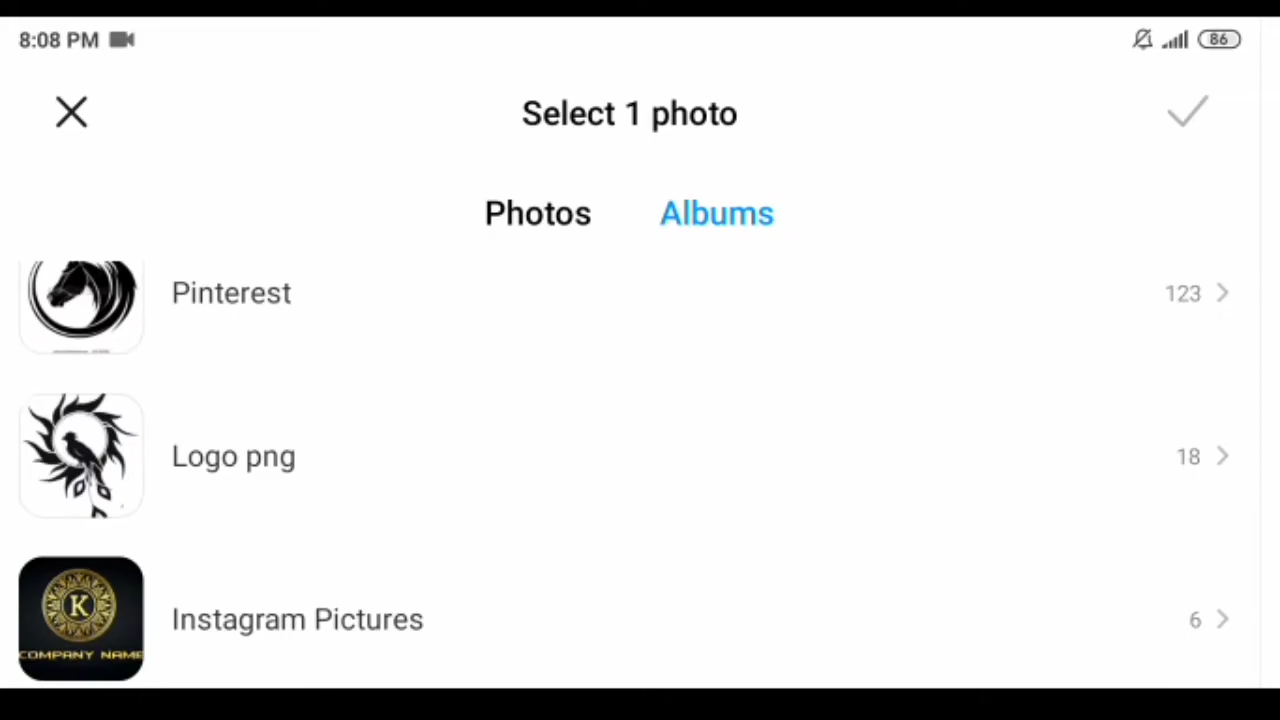 8:08 PM
86
Select 1 photo
Photos Albums
Pinterest 123
Logo png 18
K
COMPANY NAME
Instagram Pictures 6